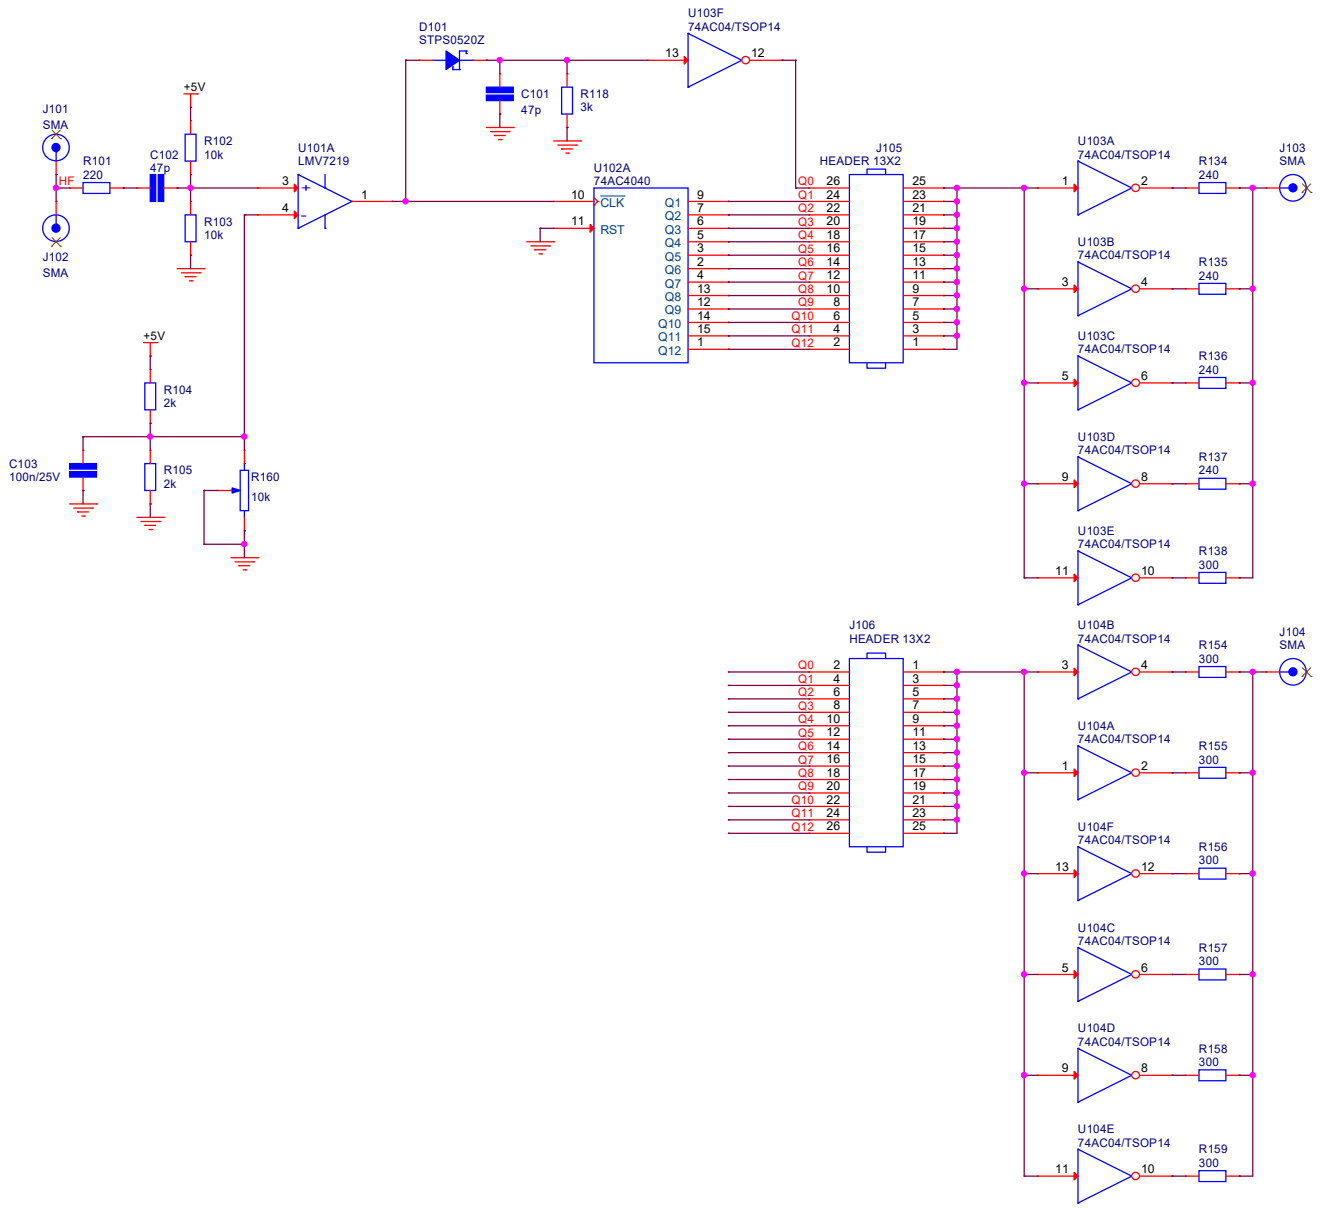 D101
STPS0520Z
U103F
74AC04/TSOP14
13
12
C101
47p
R118
3k
+5V
J101
SMA
HF
R101
220
C102
47p
R102
10k
R103
10k
J102
SMA
U101A
LMV7219
3
+
4
-
1
U102A
74AC4040
10
CLK
11
RST
Q1
9
Q2
7
Q3
6
Q4
5
Q5
3
Q6
2
Q7
4
Q8
13
Q9
12
Q10
14
Q11
15
Q12
1
J105
HEADER 13X2
Q0 26 25
Q1 24 23
Q2 22 21
Q3 20 19
Q4 18 17
Q5 16 15
Q6 14 13
Q7 12 11
Q8 10 9
Q9 8 7
Q10 6 5
Q11 4 3
Q12 2 1
U103A
74AC04/TSOP14
1
2
R134
240
J103
SMA
U103B
74AC04/TSOP14
3
4
R135
240
U103C
74AC04/TSOP14
5
6
R136
240
U103D
74AC04/TSOP14
9
8
R137
240
U103E
74AC04/TSOP14
11
10
R138
300
+5V
R104
2k
C103
100n/25V
R105
2k
R160
10k
J106
HEADER 13X2
Q0 2 1
Q1 4 3
Q2 6 5
Q3 8 7
Q4 10 9
Q5 12 11
Q6 14 13
Q7 16 15
Q8 18 17
Q9 20 19
Q10 22 21
Q11 24 23
Q12 26 25
U104B
74AC04/TSOP14
3
4
R154
300
J104
SMA
U104A
74AC04/TSOP14
1
2
R155
300
U104F
74AC04/TSOP14
13
12
R156
300
U104C
74AC04/TSOP14
5
6
R157
300
U104D
74AC04/TSOP14
9
8
R158
300
U104E
74AC04/TSOP14
11
10
R159
300